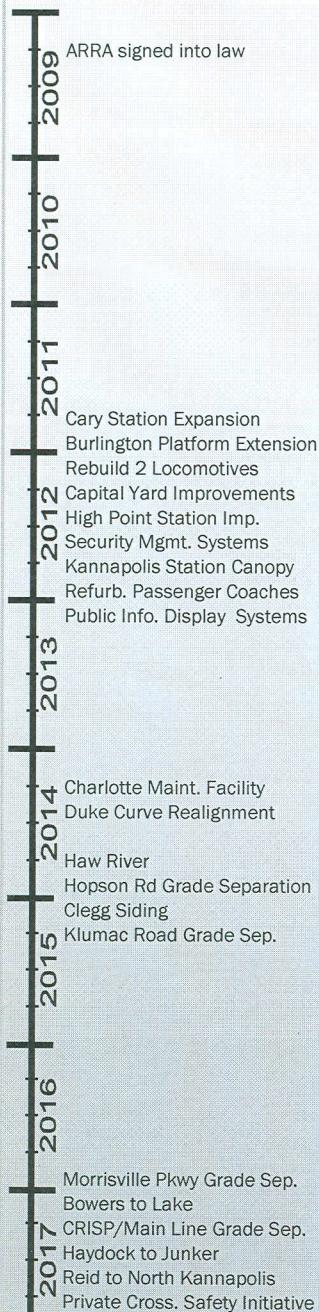 2009
ARRA signed into law
2010
2011
Cary Station Expansion
Burlington Platform Extension
Rebuild 2 Locomotives
2012
Capital Yard Improvements
High Point Station Imp.
Security Mgmt. Systems
Kannapolis Station Canopy
Refurb. Passenger Coaches
Public Info. Display Systems
2013
2014
Charlotte Maint. Facility
Duke Curve Realignment
Haw River
Hopson Rd Grade Separation
Clegg Siding
2015
Klumac Road Grade Sep.
2016
Morrisville Pkwy Grade Sep.
Bowers to Lake
2017
CRISP/Main Line Grade Sep.
Haydock to Junker
Reid to North Kannapolis
Private Cross. Safety Initiative